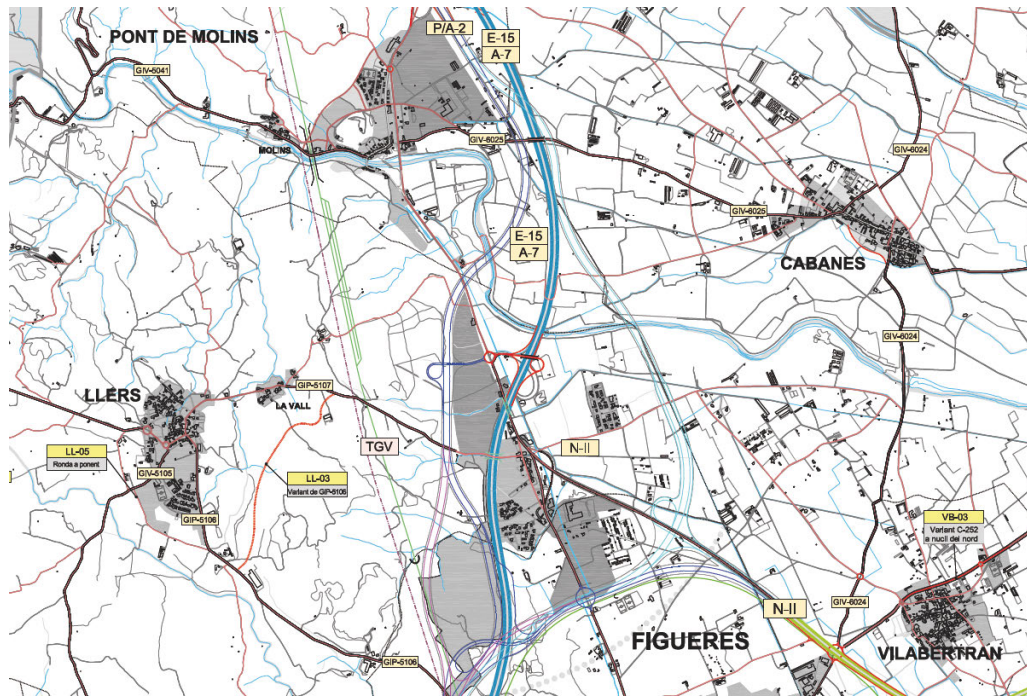 P/A-2
PONT DE MOLINS
E-15
A-7
GIV-5041
GIV-6025
MOLINS
GIV-6024
GIV-6025
E-15
A-7
CABANES
GIV-6024
GIP-5107
LLERS
LA VALL
LL-05
Ronda a ponent
TGV
N-II
GIV-5105
LL-03
Variant de GIP-5106
GIP-5106
VB-03
Variant C-252
a nucli del nord
GIV-6024
N-II
FIGUERES
VILABERTRAN
GIP-5106